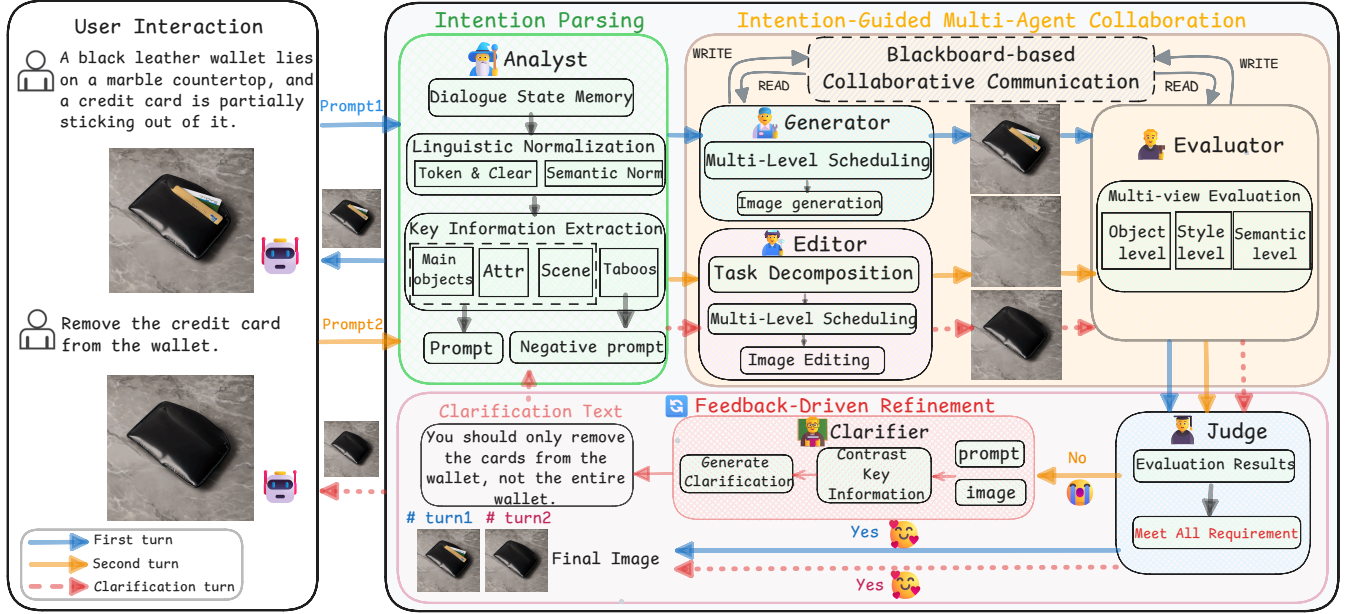 User Interaction
A black leather wallet lies
on a marble countertop, and
a credit card is partially
sticking out of it.
Prompt1
Remove the credit card
from the wallet.
Prompt2
First turn
Second turn
Clarification turn
Intention Parsing
Analyst
Dialogue State Memory
Linguistic Normalization
Token & Clear
Semantic Norm
Key Information Extraction
Main
objects
Attr
Scene
Taboos
Prompt
Negative prompt
Intention-Guided Multi-Agent Collaboration
Blackboard-based
Collaborative Communication
WRITE
READ
WRITE
READ
Generator
Multi-Level Scheduling
Image generation
Editor
Task Decomposition
Multi-Level Scheduling
Image Editing
Evaluator
Multi-view Evaluation
Object
level
Style
level
Semantic
level
Feedback-Driven Refinement
Clarification Text
You should only remove
the cards from the
wallet, not the entire
wallet.
Clarifier
Generate
Clarification
Contrast
Key
Information
prompt
image
No
Judge
Evaluation Results
Meet All Requirement
# turn1
# turn2
Final Image
Yes
Yes